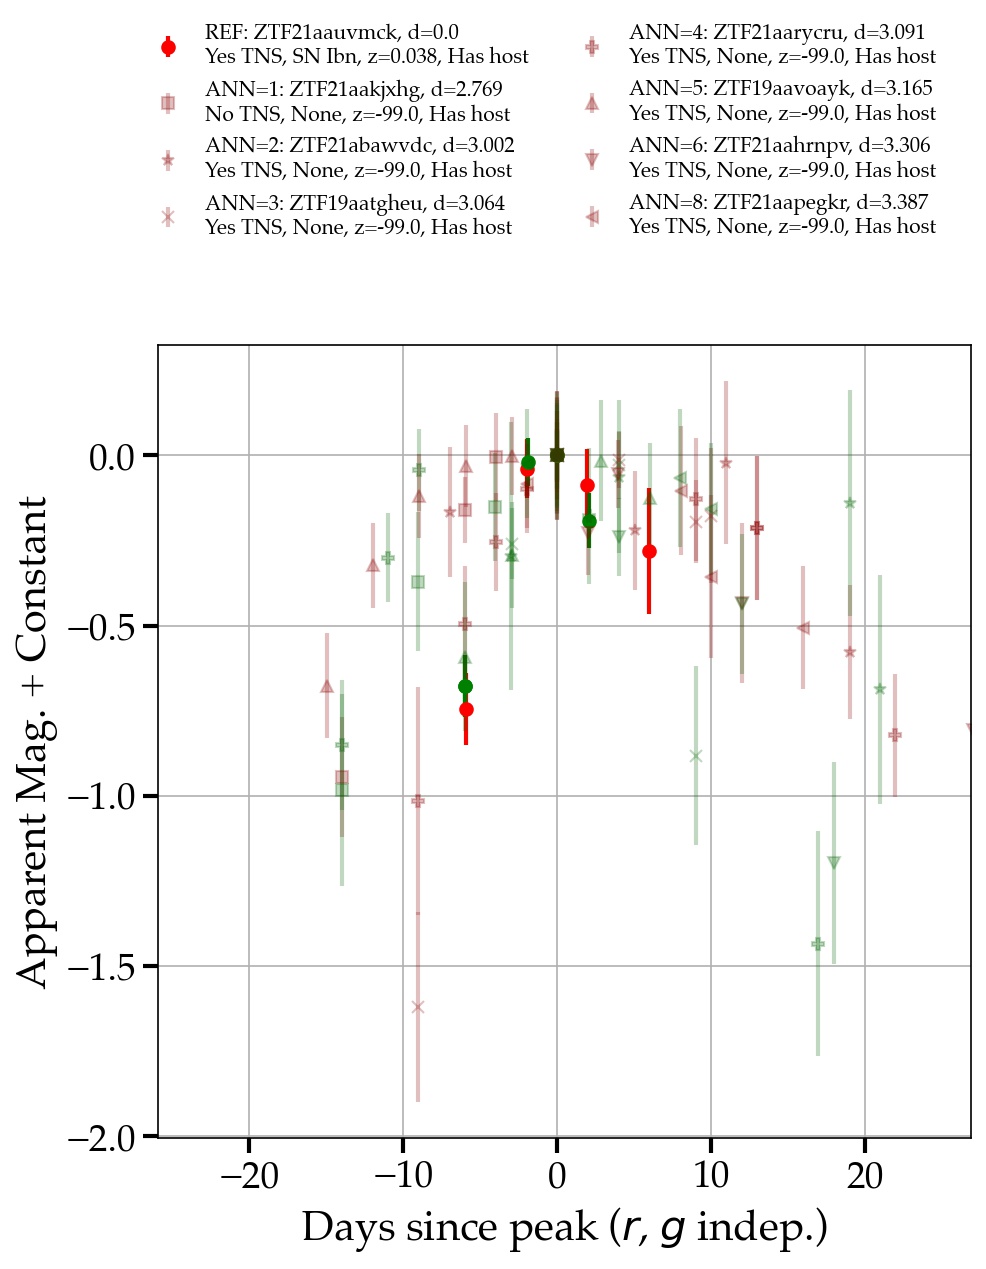 REF: ZTF21aauvmck, d=0.0
Yes TNS, SN Ibn, z=0.038, Has host
ANN=1: ZTF21aakjxhg, d=2.769
No TNS, None, z=-99.0, Has host
ANN=2: ZTF21abawvdc, d=3.002
Yes TNS, None, z=-99.0, Has host
ANN=3: ZTF19aatgheu, d=3.064
Yes TNS, None, z=-99.0, Has host
ANN=4: ZTF21aarycru, d=3.091
Yes TNS, None, z=-99.0, Has host
ANN=5: ZTF19aavoayk, d=3.165
Yes TNS, None, z=-99.0, Has host
ANN=6: ZTF21aahrnpv, d=3.306
Yes TNS, None, z=-99.0, Has host
ANN=8: ZTF21aapegkr, d=3.387
Yes TNS, None, z=-99.0, Has host
Apparent Mag. + Constant
0.0
−0.5
−1.0
−1.5
−2.0
−20
−10
0
10
20
Days since peak (r, g indep.)